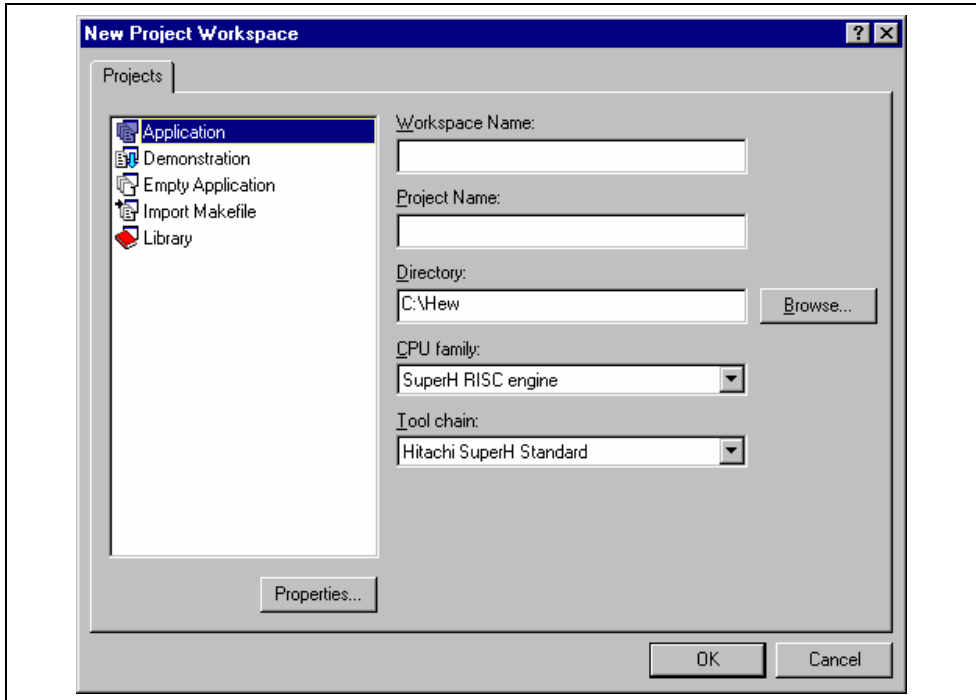 New Project Workspace
Projects
Application
Demonstration
Empty Application
Import Makefile
Library
Properties...
Workspace Name:
Project Name:
Directory:
C:\Hew
Browse...
CPU family:
SuperH RISC engine
Tool chain:
Hitachi SuperH Standard
OK
Cancel